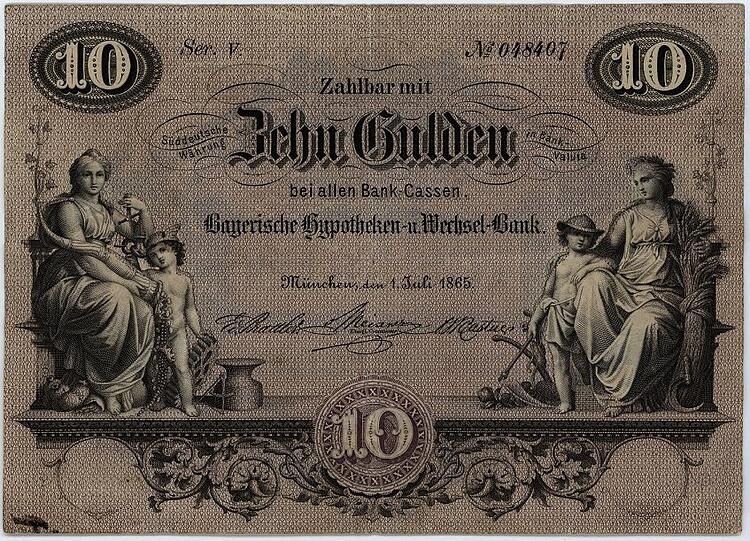 10 Ser. V. No 048407 10
Zahlbar mit
Süddeutsche Währung Zehn Gulden in Bank-Valuta
bei allen Bank-Cassen.
Bayerische Hypotheken-u. Wechsel-Bank.
München, den 1. Juli 1865.
10